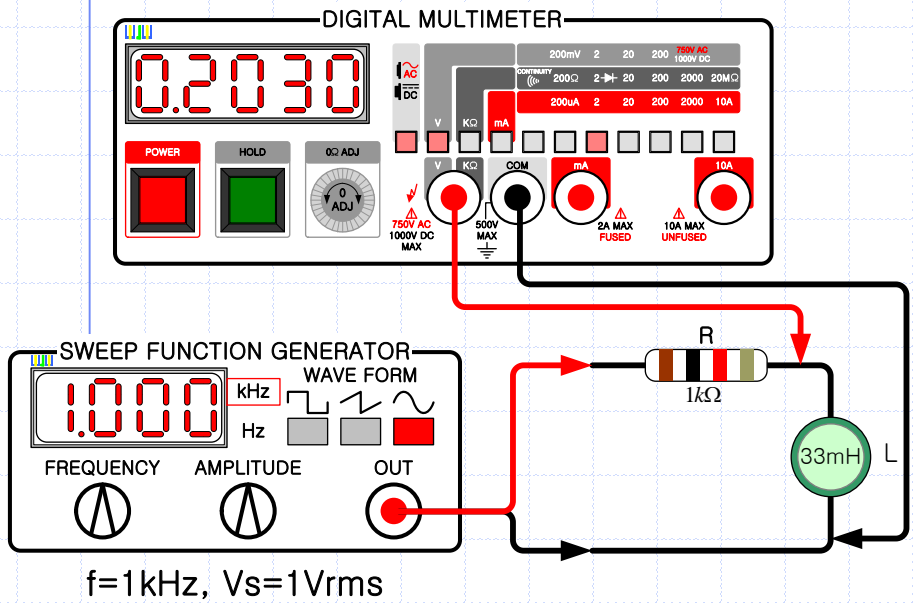 DIGITAL MULTIMETER
0.2030
AC
DC
200mV 2 20 200 750V AC
1000V DC
CONTINUITY
200Ω 2 20 200 2000 20MΩ
200uA 2 20 200 2000 10A
V KΩ mA
POWER HOLD 0Ω ADJ
0
ADJ
V KΩ COM mA 10A
750V AC
1000V DC
MAX
500V
MAX
2A MAX
FUSED
10A MAX
UNFUSED
SWEEP FUNCTION GENERATOR
1.000
kHz
Hz
WAVE FORM
FREQUENCY AMPLITUDE OUT
R
1kΩ
33mH
L
f=1kHz, Vs=1Vrms